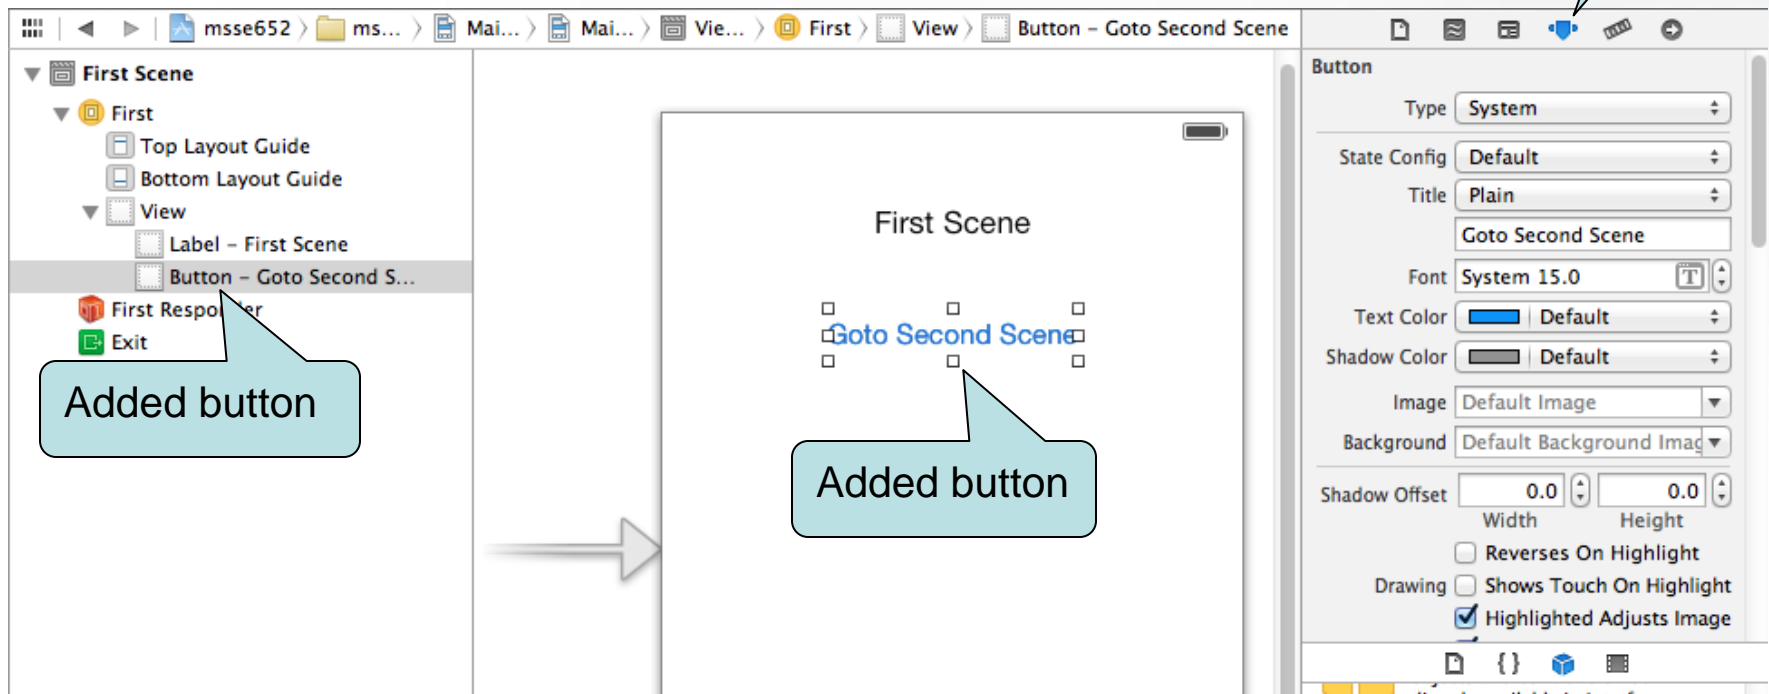 msse652 ms... Mai... Mai... Vie... First View Button – Goto Second Scene
First Scene
First
Top Layout Guide
Bottom Layout Guide
View
Label – First Scene
Button – Goto Second S...
First Responder
Exit
Added button
First Scene
Goto Second Scene
Added button
Button
Type System
State Config Default
Title Plain
Goto Second Scene
Font System 15.0 T
Text Color Default
Shadow Color Default
Image Default Image
Background Default Background Imag
Shadow Offset 0.0 0.0
Width Height
Reverses On Highlight
Drawing Shows Touch On Highlight
Highlighted Adjusts Image
{ }